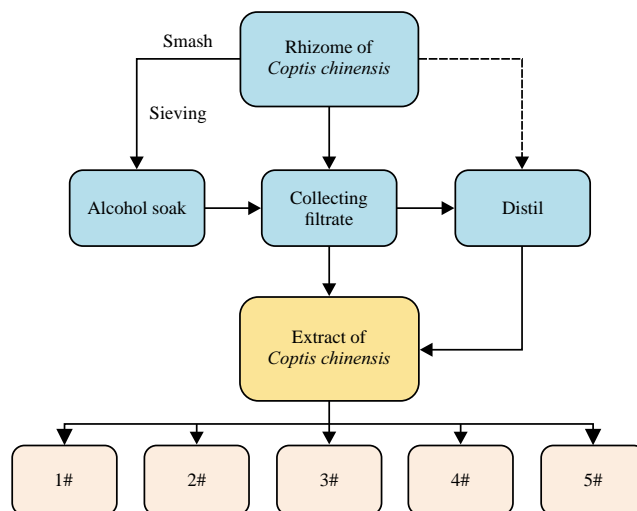 Smash
Rhizome of
Coptis chinensis
Sieving
Alcohol soak
Collecting
filtrate
Distil
Extract of
Coptis chinensis
1#
2#
3#
4#
5#